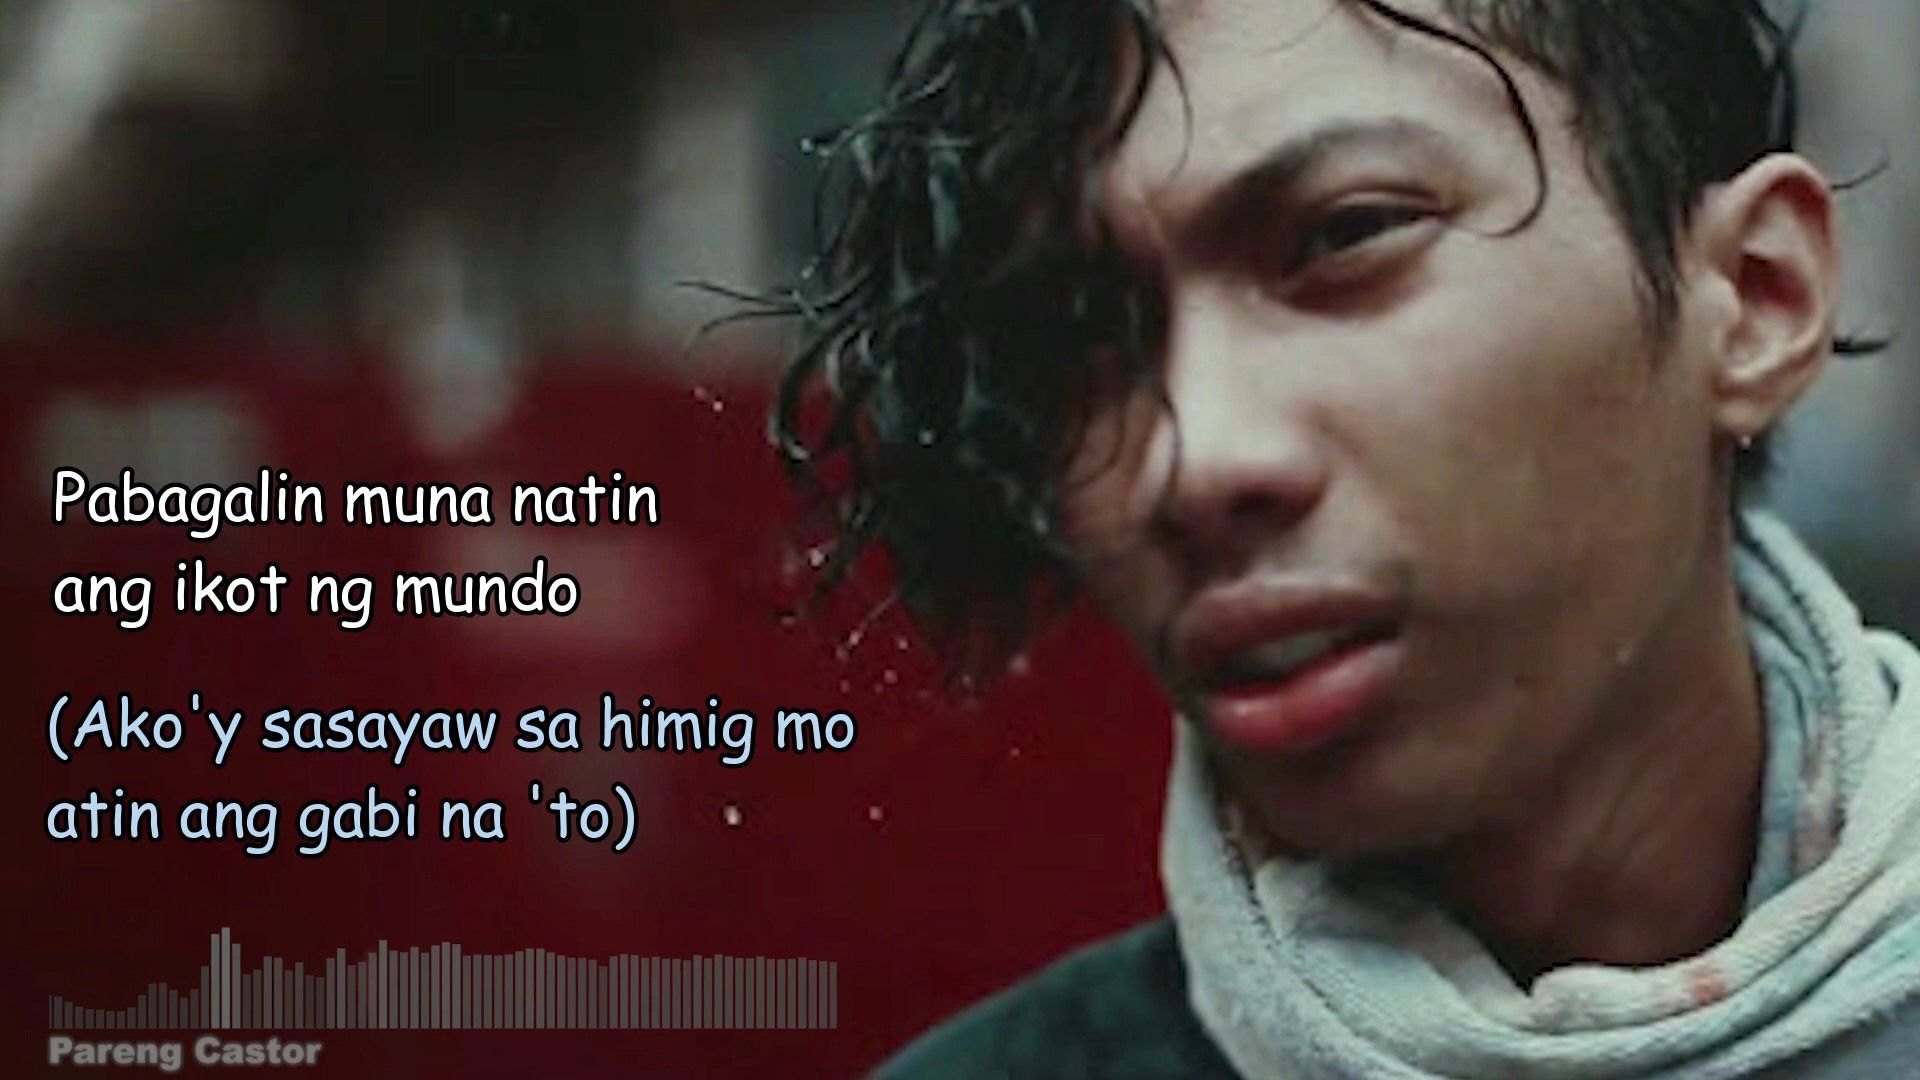 Pabagalin muna natin
ang ikot ng mundo
(Ako'y sasayaw sa himig mo
atin ang gabi na 'to)
Pareng Castor